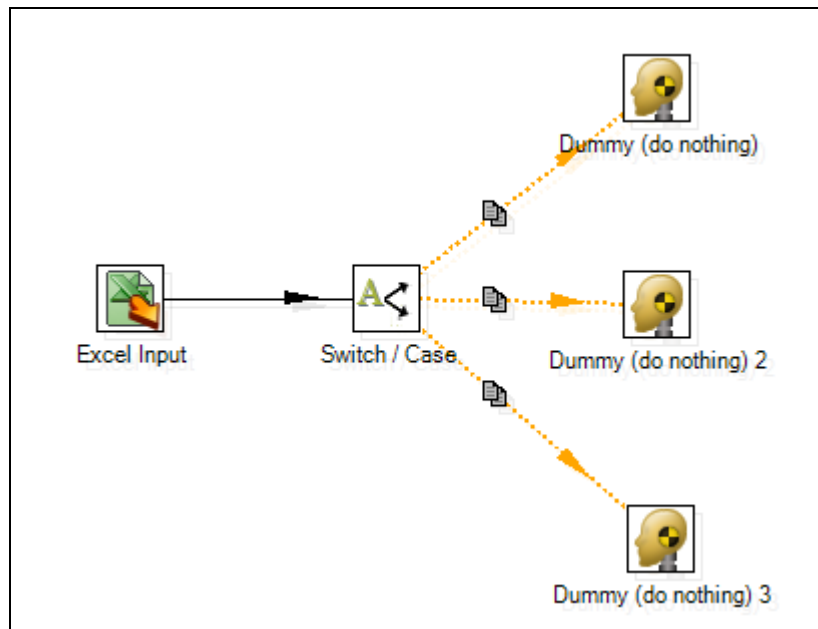 Dummy (do nothing)
Excel Input
Switch / Case
Dummy (do nothing) 2
Dummy (do nothing) 3